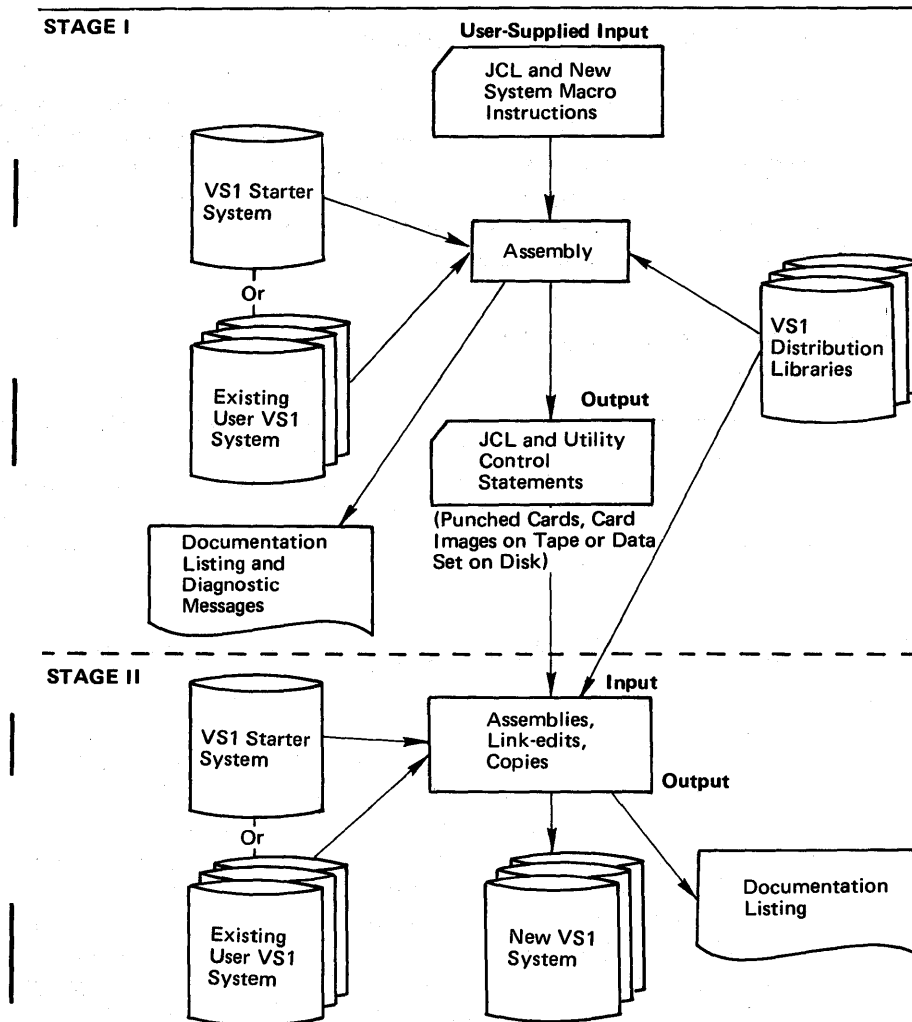 STAGE I
User-Supplied Input
JCL and New
System Macro
Instructions
VS1 Starter
System
Assembly
Or
VS1
Distribution
Libraries
Existing
User VS1
System
Output
JCL and Utility
Control
Statements
(Punched Cards, Card
Images on Tape or Data
Set on Disk)
Documentation
Listing and
Diagnostic
Messages
STAGE II
Input
VS1 Starter
System
Assemblies,
Link-edits,
Copies
Output
Or
Existing
User VS1
System
New VS1
System
Documentation
Listing